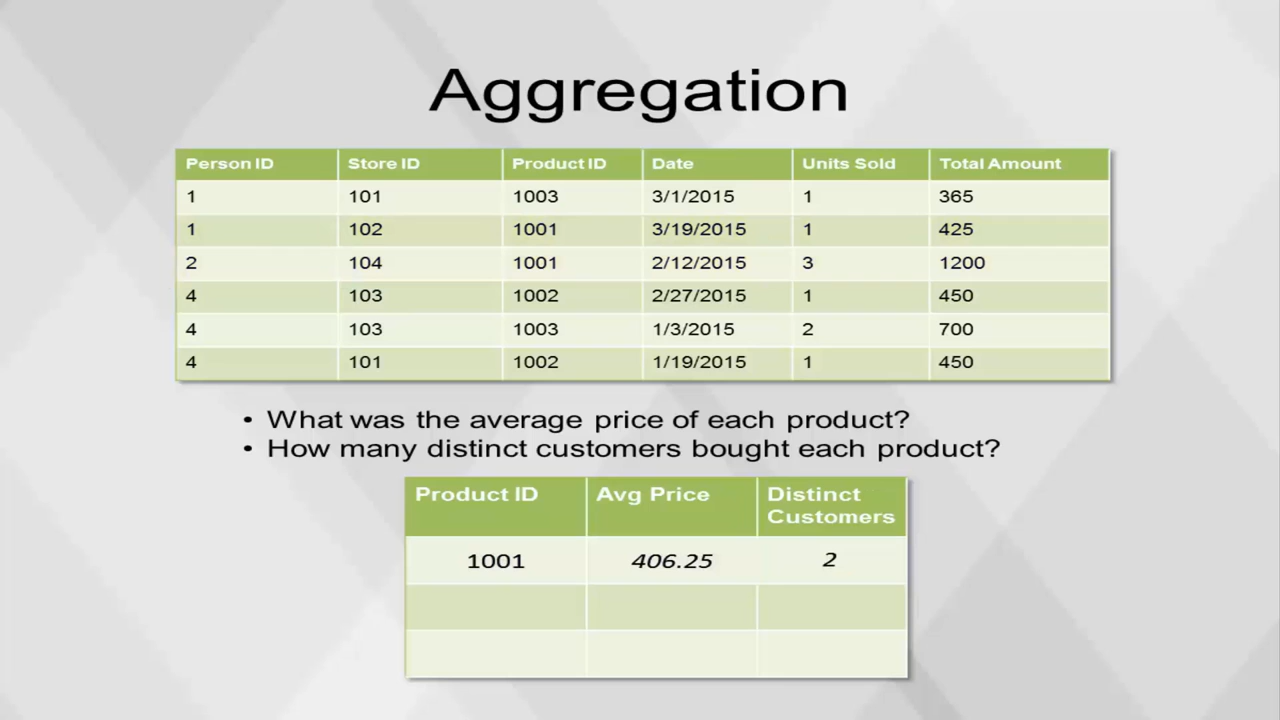 Aggregation
Person ID Store ID Product ID Date Units Sold Total Amount
1 101 1003 3/1/2015 1 365
1 102 1001 3/19/2015 1 425
2 104 1001 2/12/2015 3 1200
4 103 1002 2/27/2015 1 450
4 103 1003 1/3/2015 2 700
4 101 1002 1/19/2015 1 450
• What was the average price of each product?
• How many distinct customers bought each product?
Product ID Avg Price Distinct
Customers
1001 406.25 2